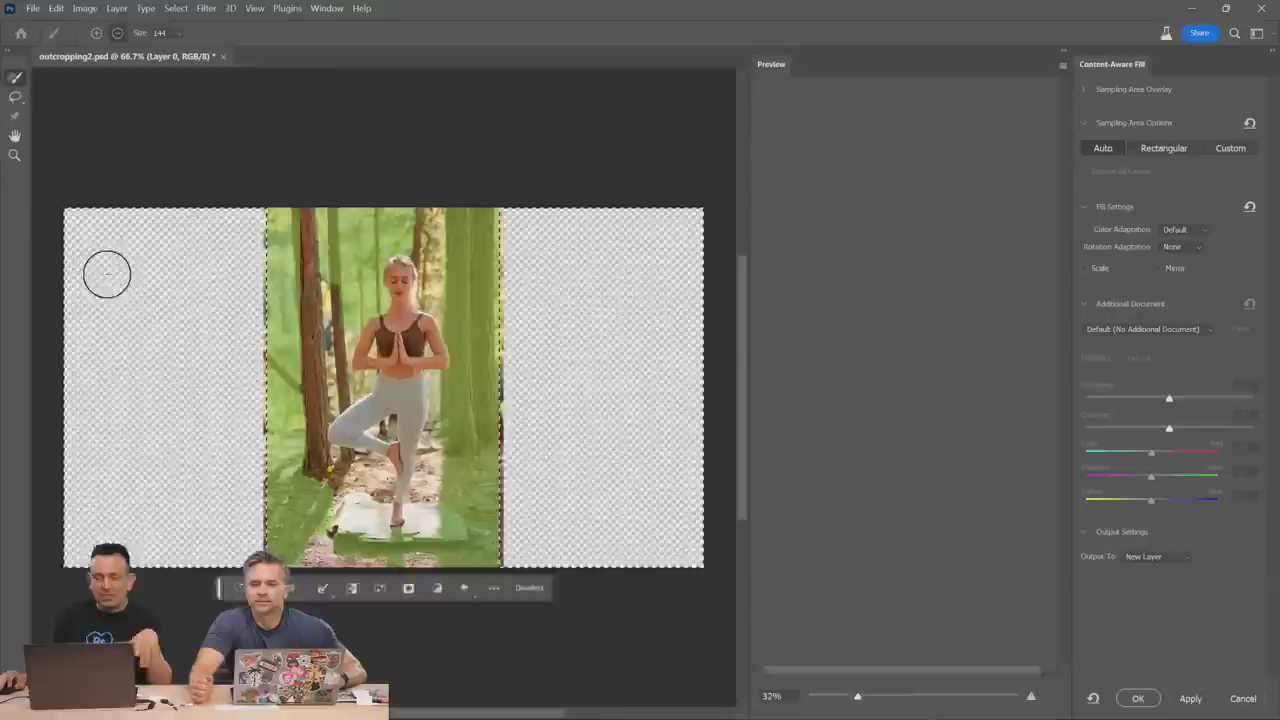 Ps File Edit Image Layer Type Select Filter 3D View Plugins Window Help
Size 144 Share
outcropping2.psd @ 66.7% (Layer 0, RGB/8) *
Preview
Content-Aware Fill
Sampling Area Overlay
Sampling Area Options
Auto Rectangular Custom
Fill Settings
Color Adaptation Default
Rotation Adaptation None
Scale Mirror
Additional Document
Default (No Additional Document)
Output Settings
Output To New Layer
Deselect
Ps
32%
OK Apply Cancel